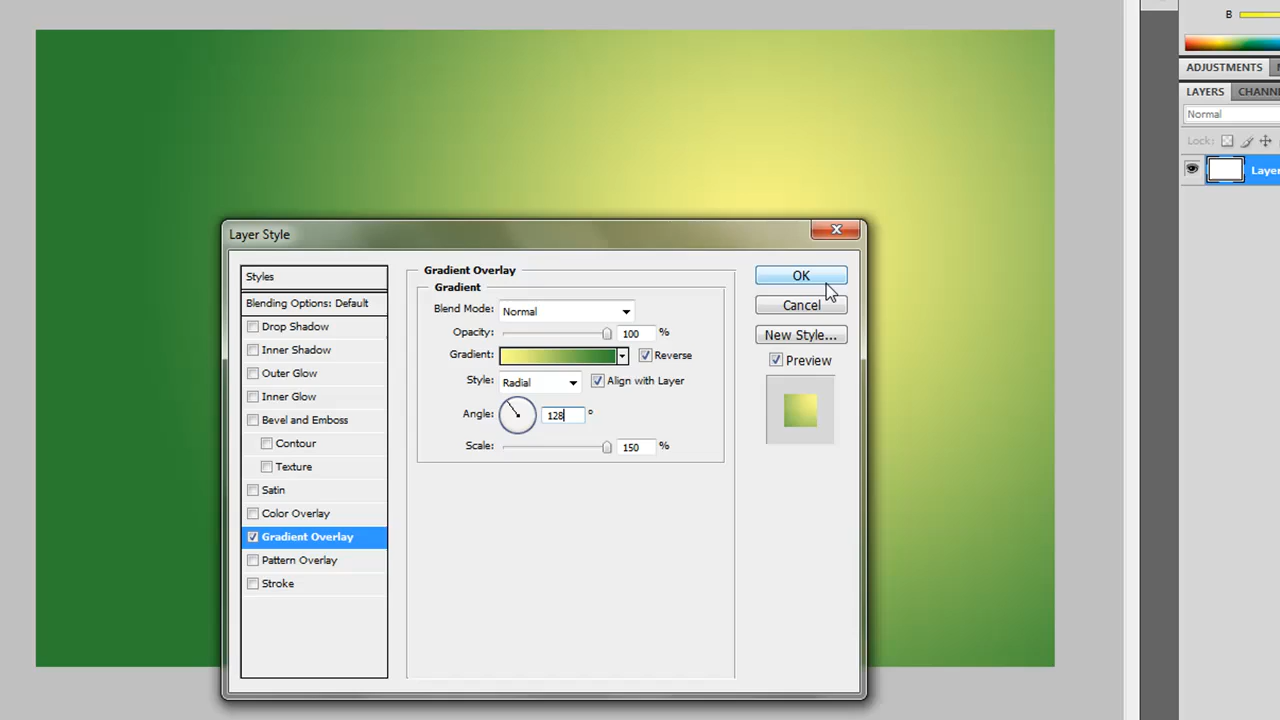 B
ADJUSTMENTS
LAYERS
Normal
Lock:
Layer Style
Styles
Blending Options: Default
Drop Shadow
Inner Shadow
Outer Glow
Inner Glow
Bevel and Emboss
Contour
Texture
Satin
Color Overlay
Gradient Overlay
Pattern Overlay
Stroke
Gradient Overlay
Gradient
Blend Mode: Normal
Opacity: 100 %
Gradient: Reverse
Style: Radial Align with Layer
Angle: 128 °
Scale: 150 %
OK
Cancel
New Style...
Preview